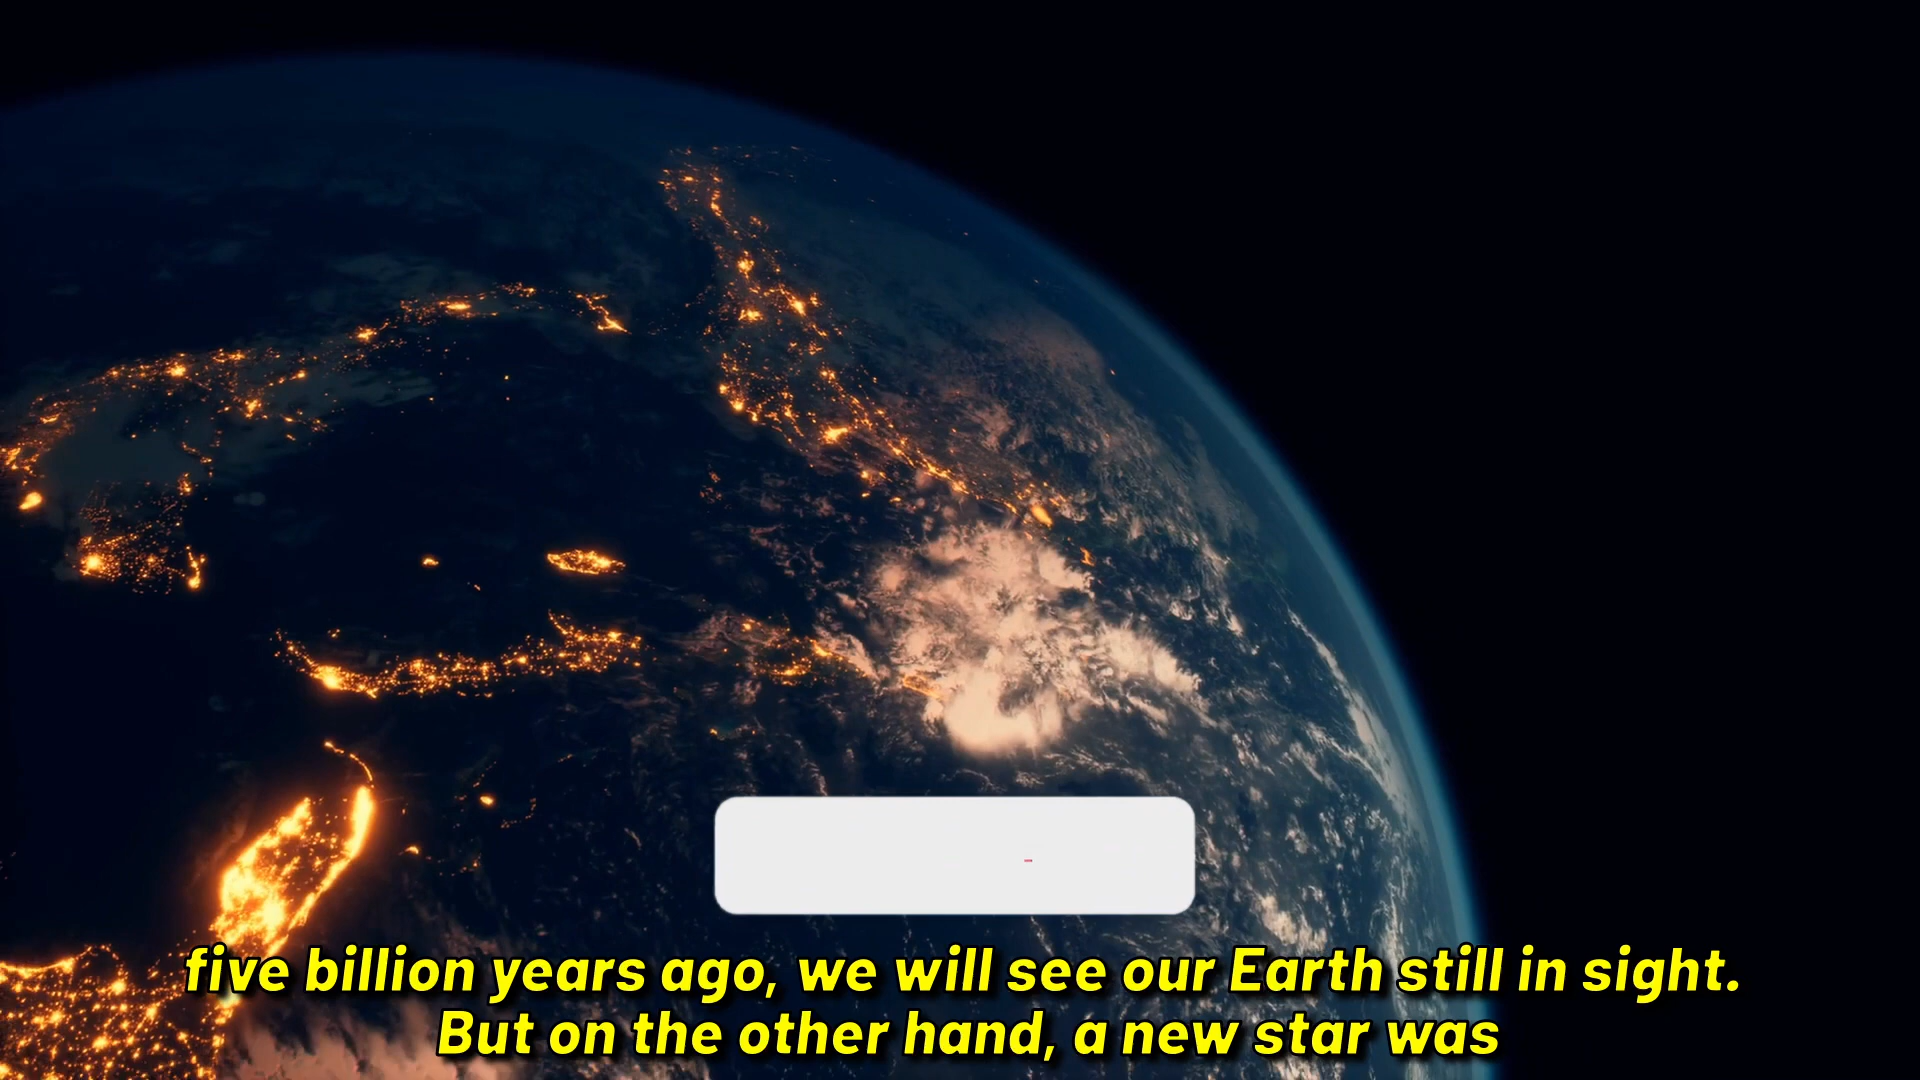 five billion years ago, we will see our Earth still in sight.
But on the other hand, a new star was